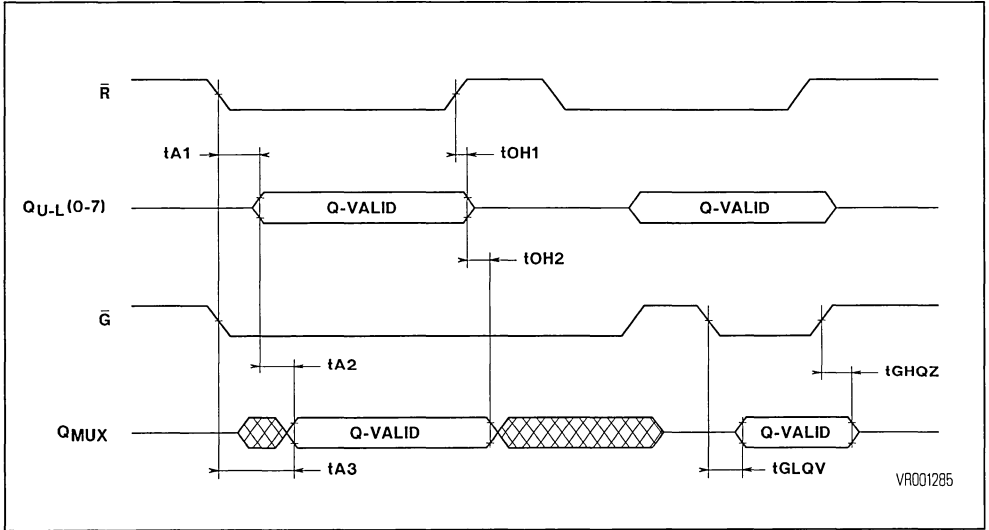 R̄
tA1
tOH1
QU-L(0-7)
Q-VALID
Q-VALID
tOH2
Ḡ
tA2
tGHQZ
QMUX
Q-VALID
Q-VALID
tA3
tGLQV
VR001285